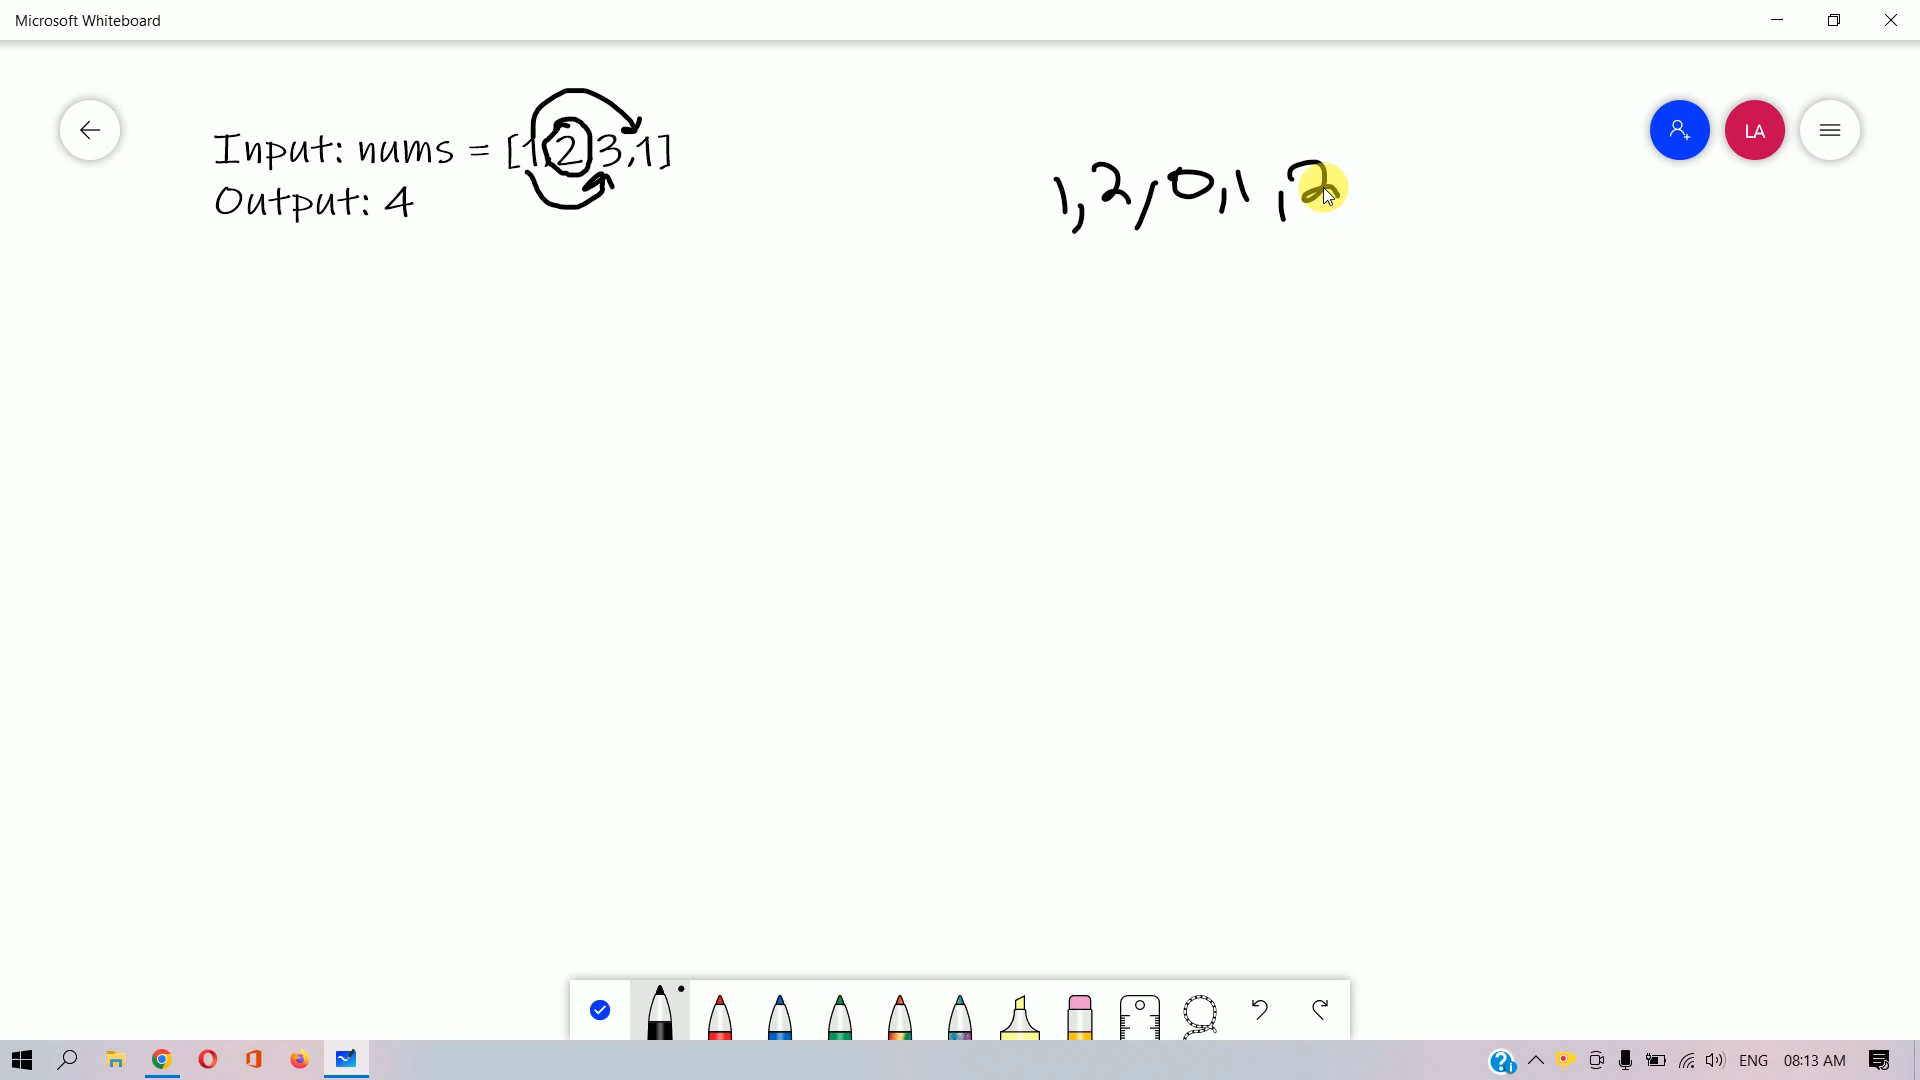 Microsoft Whiteboard
Input: nums = [1,2,3,1]
Output: 4
1,2,0,1,2
LA
ENG 08:13 AM